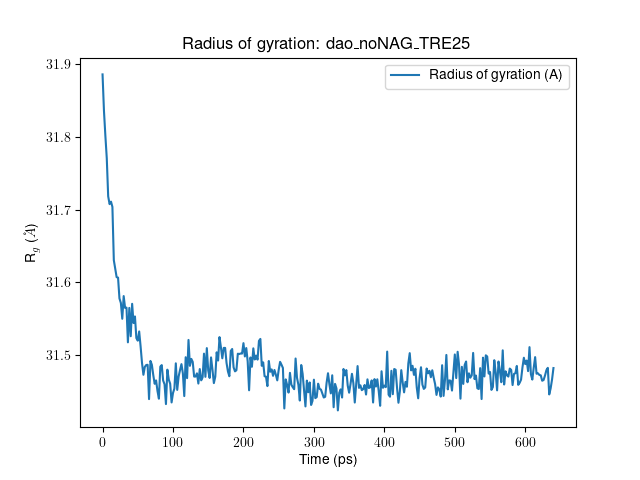 Radius of gyration: dao_noNAG_TRE25
Radius of gyration (A)
31.9
31.8
31.7
31.6
31.5
R_g (Å)
0 100 200 300 400 500 600
Time (ps)